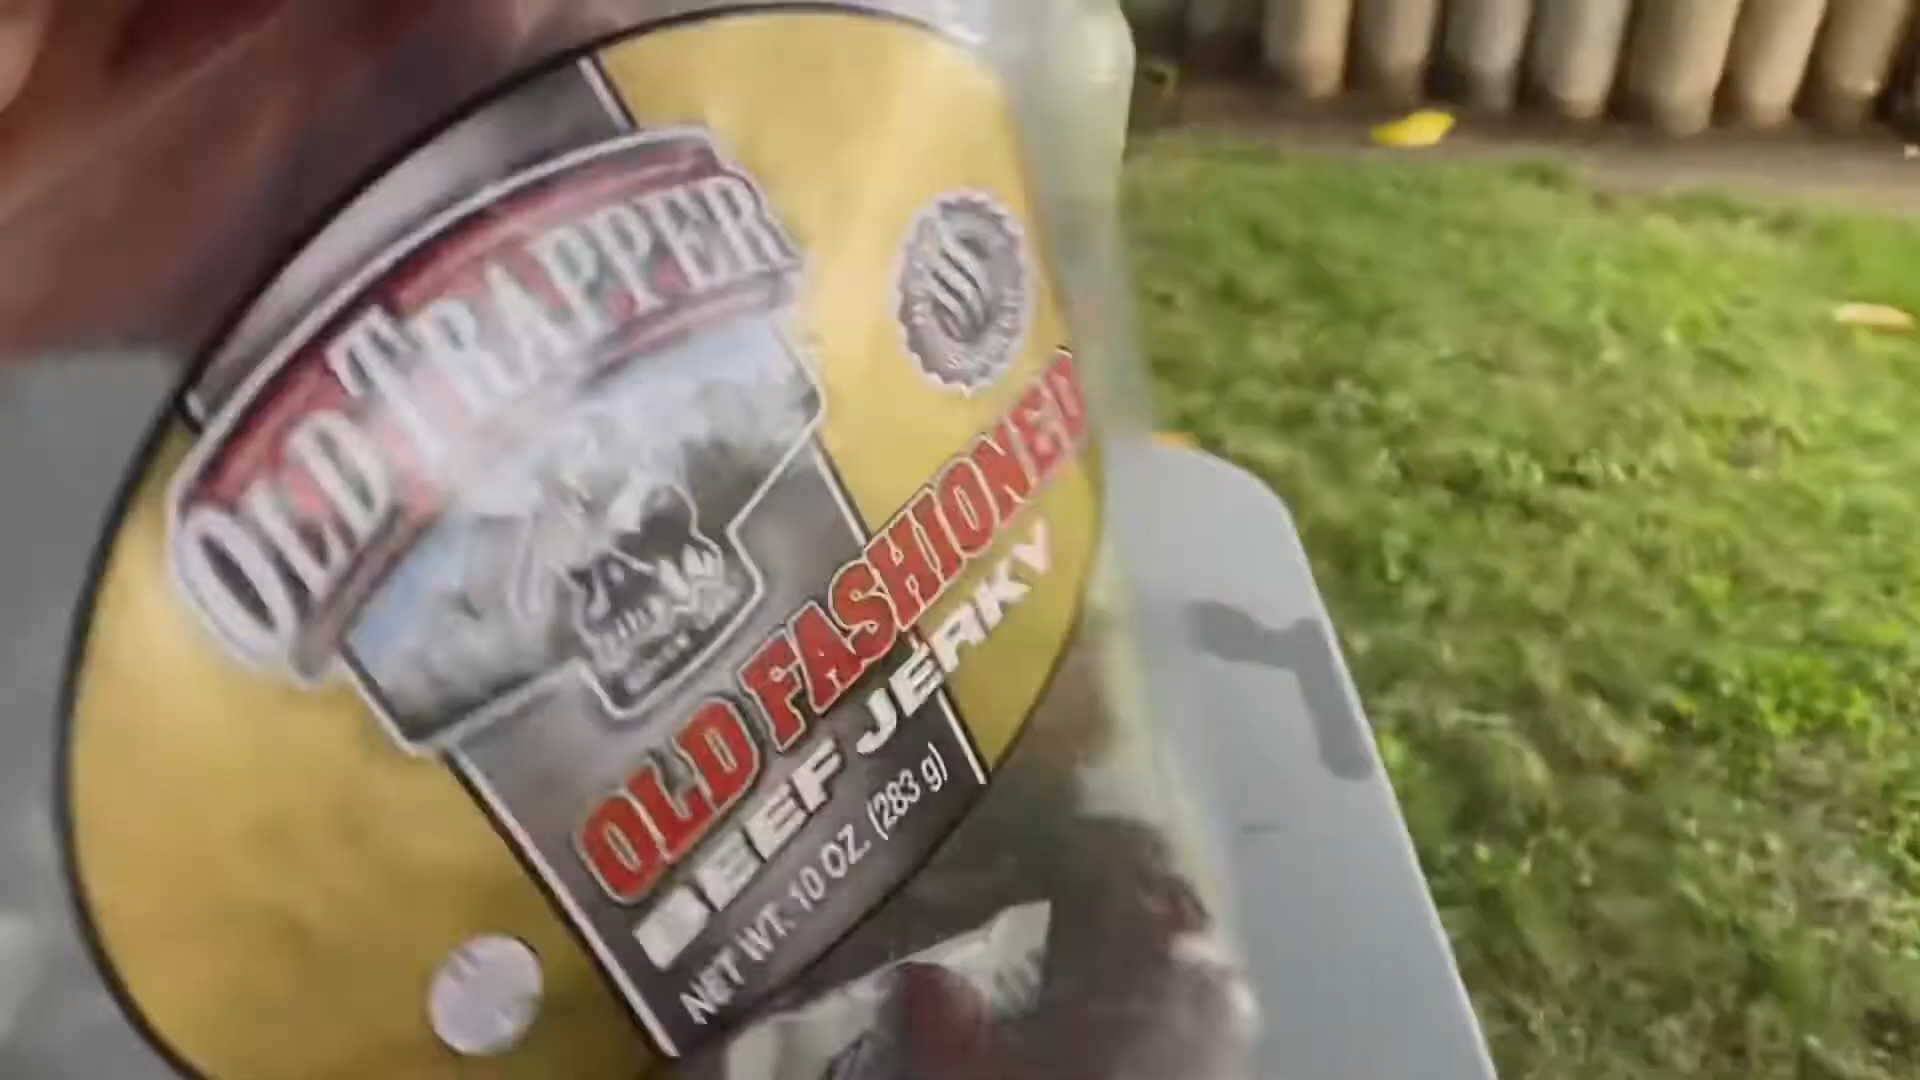 OLD TRAPPER
OLD FASHIONED
BEEF JERKY
NET WT. 10 OZ. (283 g)